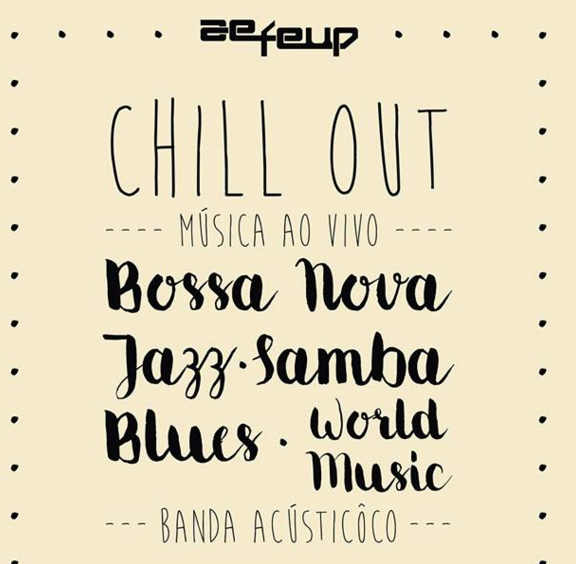 aefeup
CHILL OUT
---- MÚSICA AO VIVO ----
Bossa Nova
Jazz · Samba
Blues · World
Music
--- BANDA ACÚSTICÔCO ---